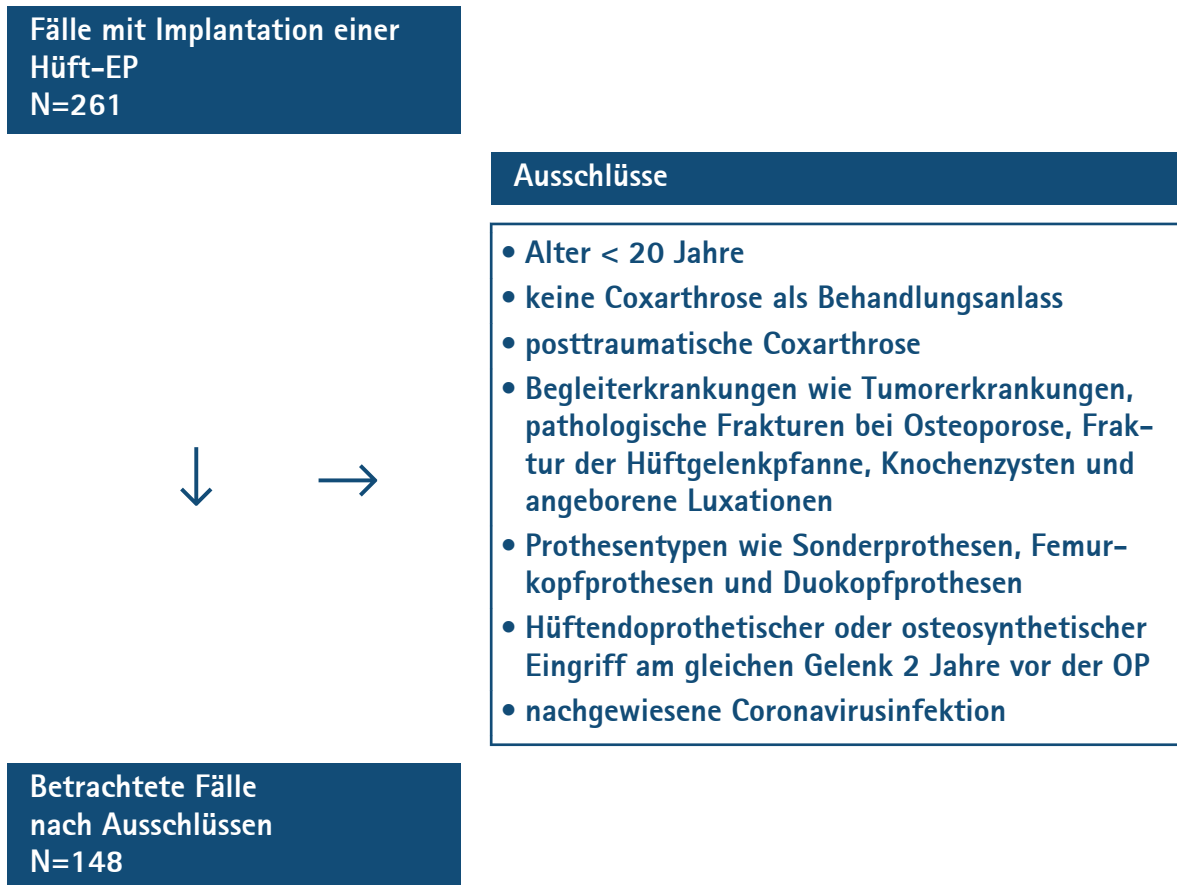 Fälle mit Implantation einer
Hüft-EP
N=261
Ausschlüsse
• Alter < 20 Jahre
• keine Coxarthrose als Behandlungsanlass
• posttraumatische Coxarthrose
• Begleiterkrankungen wie Tumorerkrankungen,
pathologische Frakturen bei Osteoporose, Frak-
tur der Hüftgelenkpfanne, Knochenzysten und
angeborene Luxationen
• Prothesentypen wie Sonderprothesen, Femur-
kopfprothesen und Duokopfprothesen
• Hüftendoprothetischer oder osteosynthetischer
Eingriff am gleichen Gelenk 2 Jahre vor der OP
• nachgewiesene Coronavirusinfektion
Betrachtete Fälle
nach Ausschlüssen
N=148